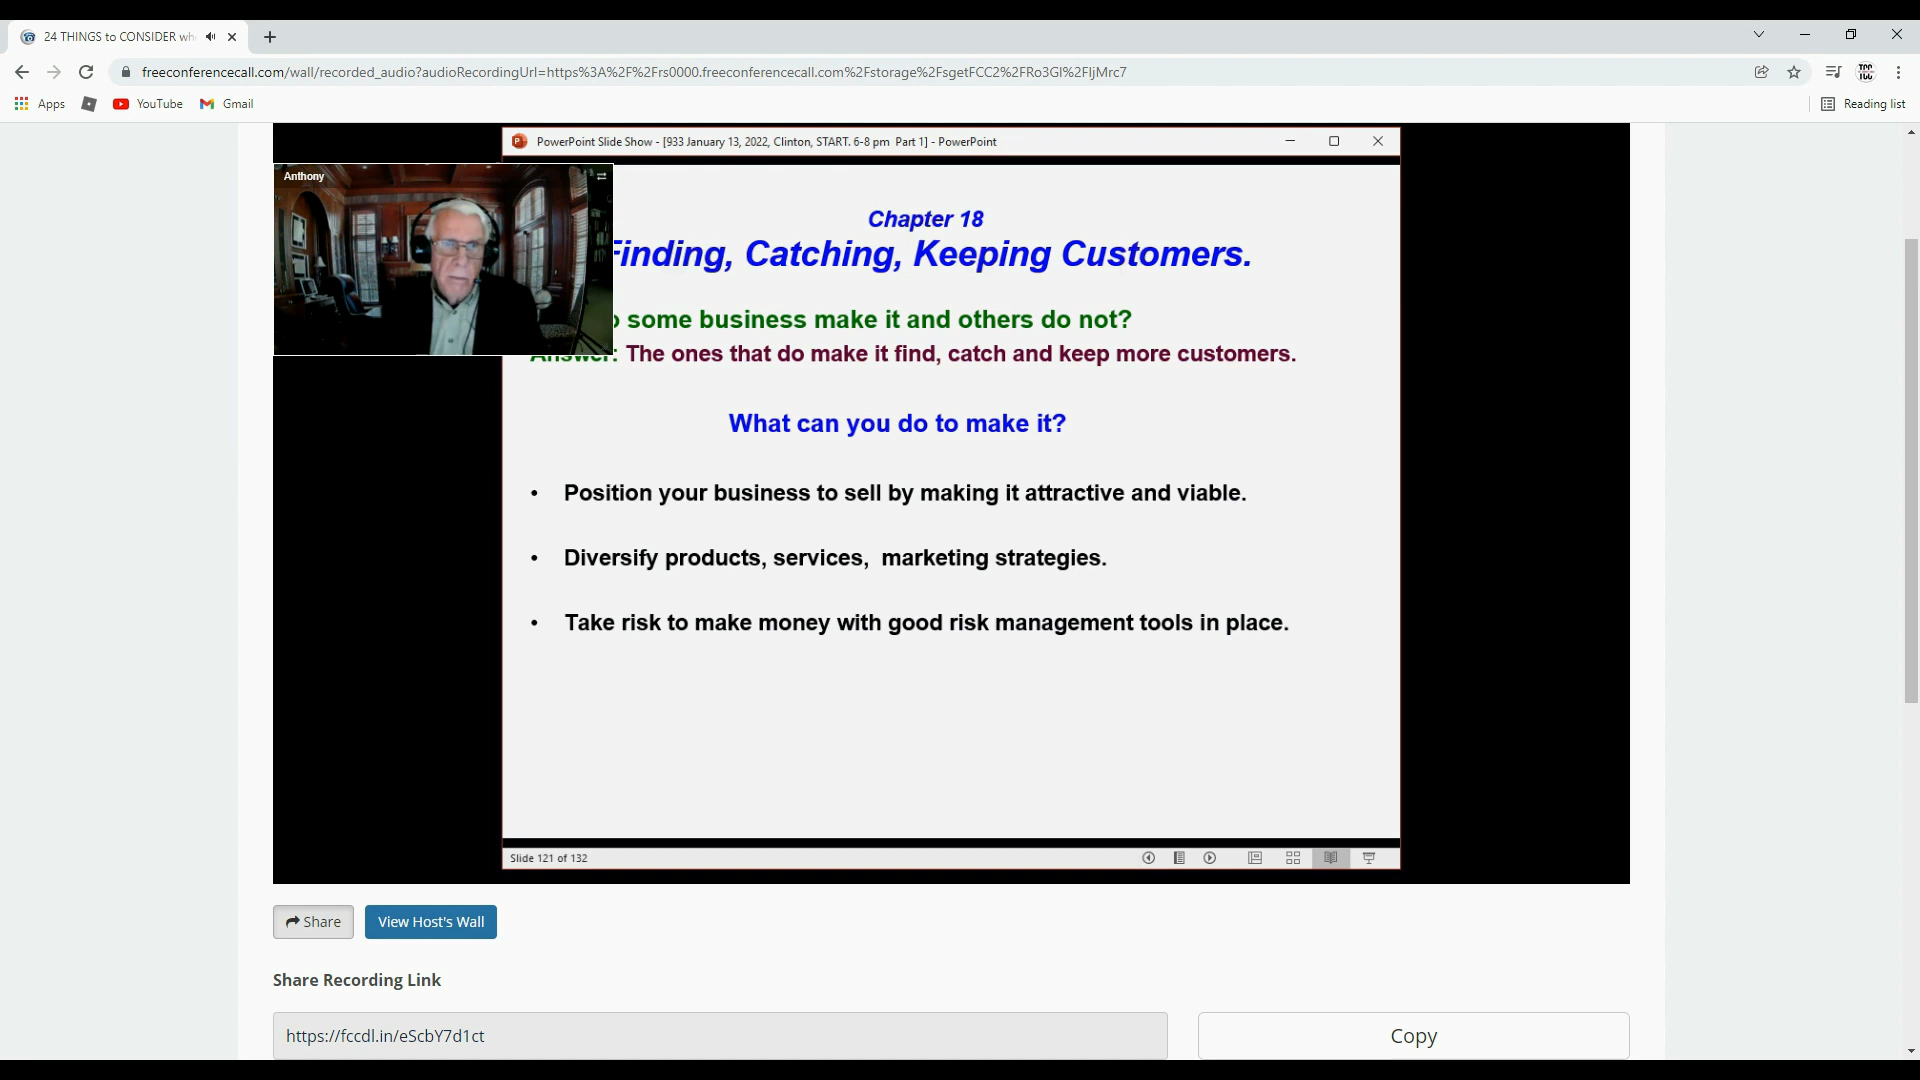 24 THINGS to CONSIDER wh
freeconferencecall.com/wall/recorded_audio?audioRecordingUrl=https%3A%2F%2Frs0000.freeconferencecall.com%2Fstorage%2FsgetFCC2%2FRo3GI%2FIjMrc7
Apps YouTube Gmail Reading list
PowerPoint Slide Show - [933 January 13, 2022, Clinton, START. 6-8 pm Part 1] - PowerPoint
Anthony
Chapter 18
Finding, Catching, Keeping Customers.
some business make it and others do not?
Answer: The ones that do make it find, catch and keep more customers.
What can you do to make it?
• Position your business to sell by making it attractive and viable.
• Diversify products, services, marketing strategies.
• Take risk to make money with good risk management tools in place.
Slide 121 of 132
Share View Host's Wall
Share Recording Link
https://fccdl.in/eScbY7d1ct Copy